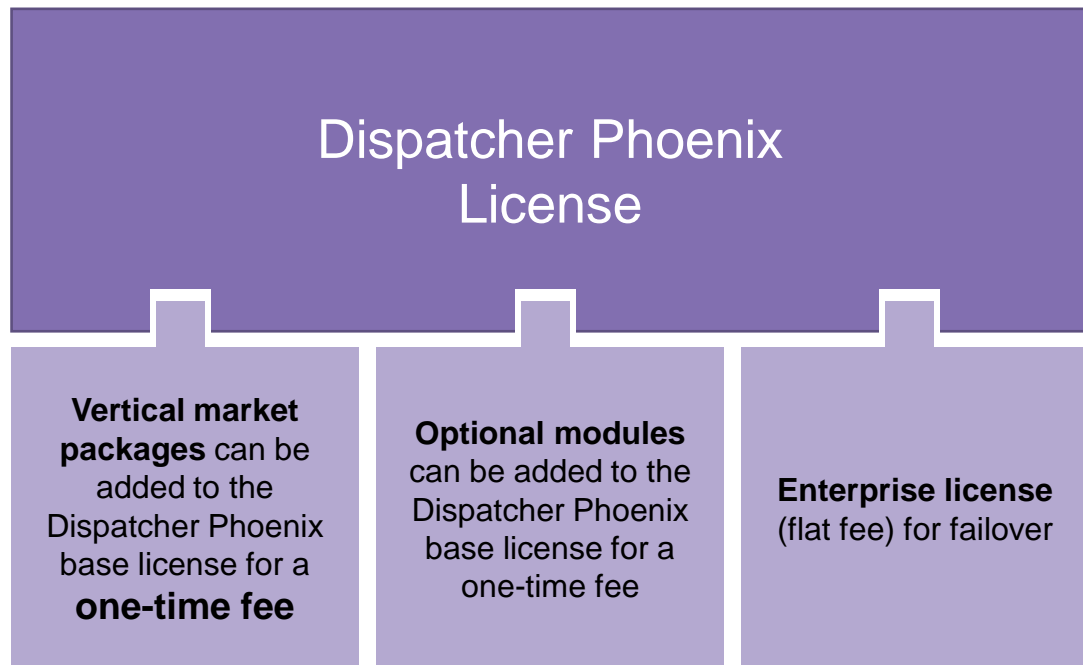 Dispatcher Phoenix
License
Vertical market
packages can be
added to the
Dispatcher Phoenix
base license for a
one-time fee
Optional modules
can be added to the
Dispatcher Phoenix
base license for a
one-time fee
Enterprise license
(flat fee) for failover